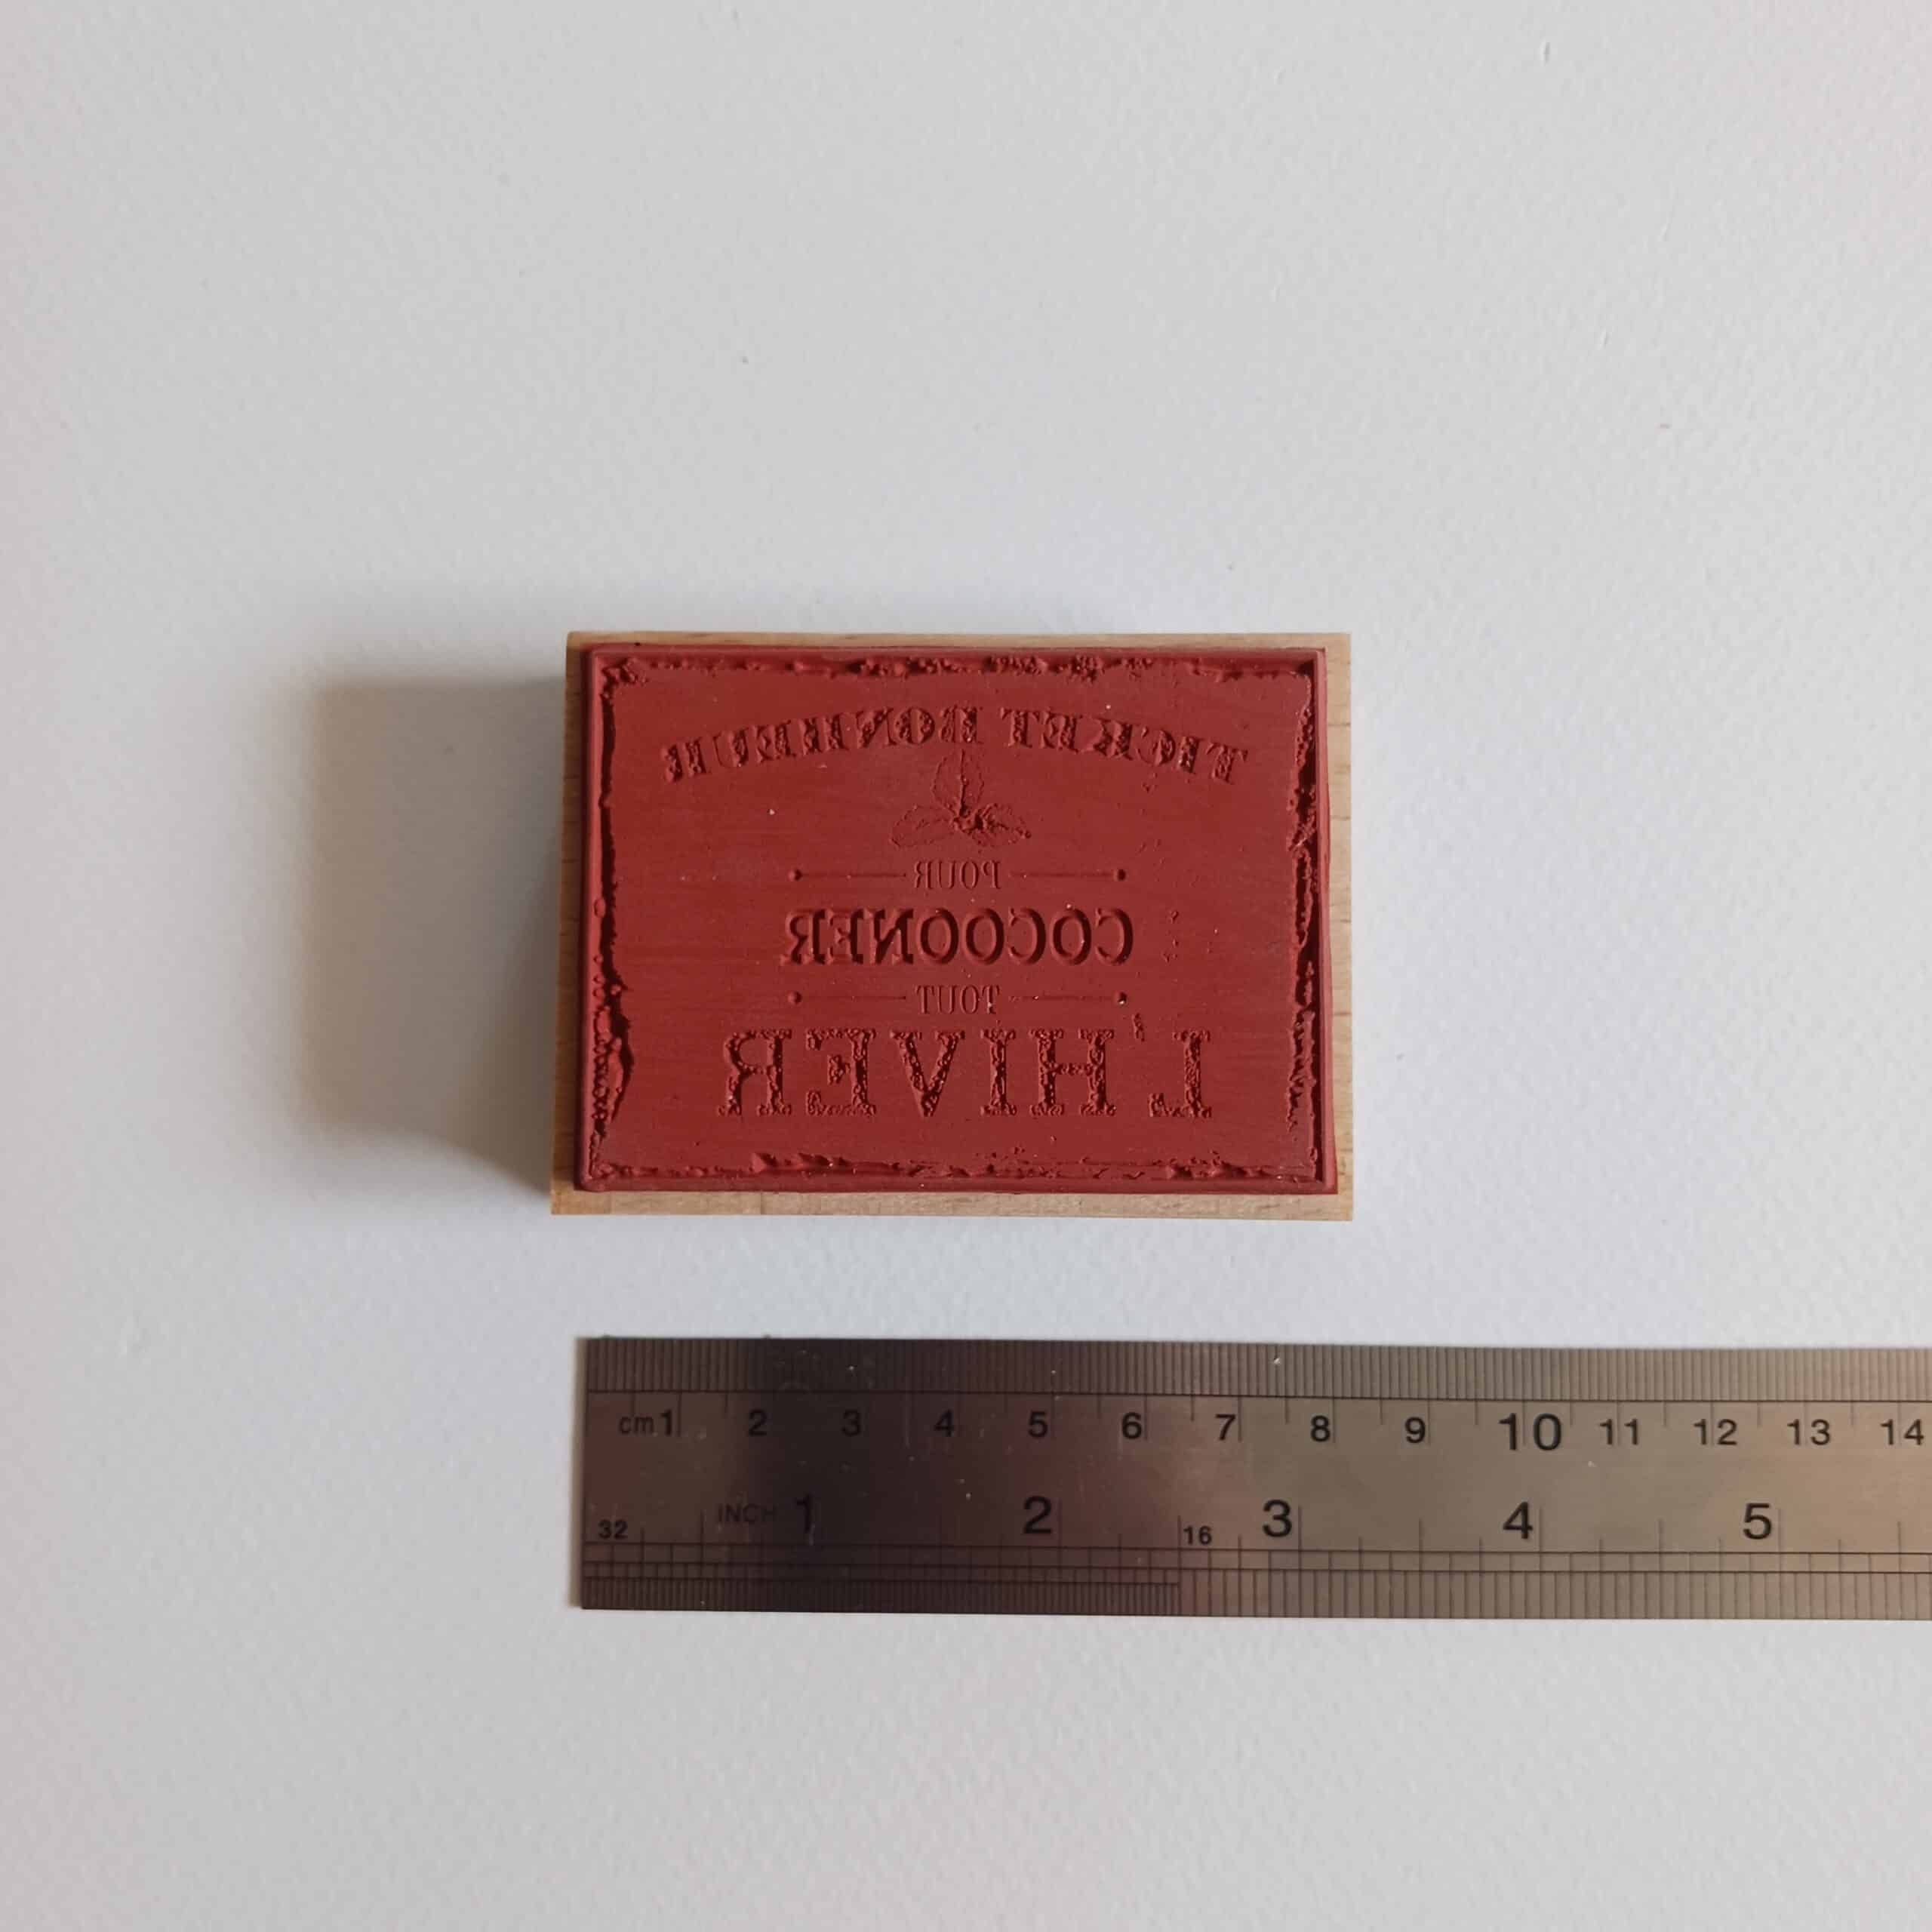 TICKET BONHEUR
POUR
COCOONER
TOUT
L'HIVER
cm 1 2 3 4 5 6 7 8 9 10 11 12 13 14
INCH 1 2 3 4 5
32 16